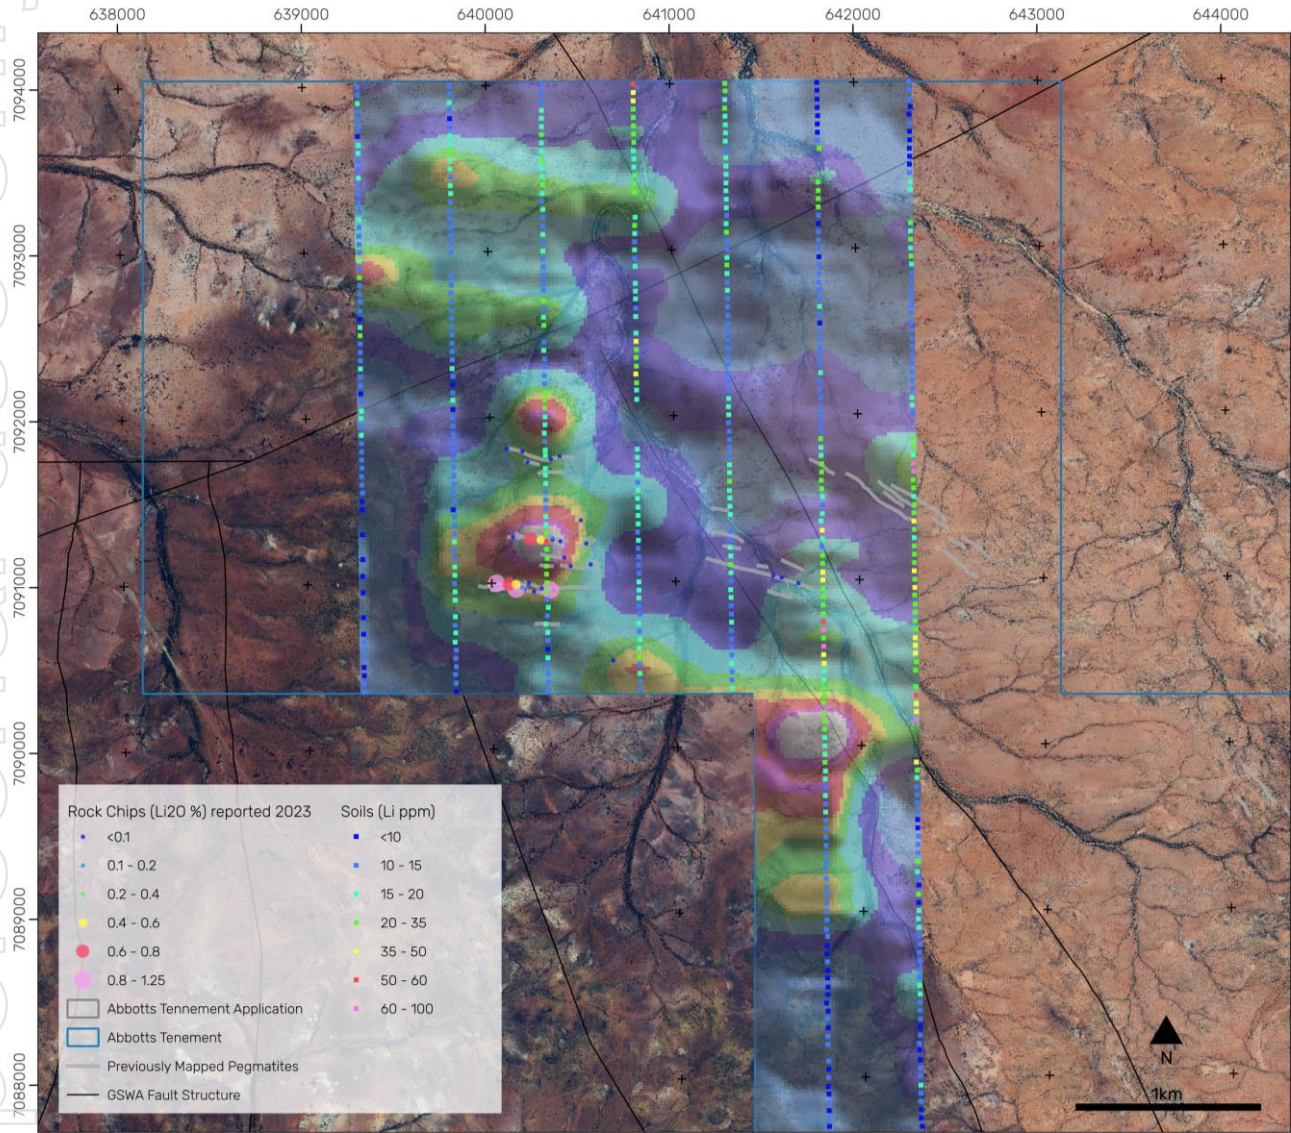 638000 639000 640000 641000 642000 643000 644000
7094000
7093000
7092000
7091000
7090000
7089000
7088000
Rock Chips (Li20 %) reported 2023
<0.1
0.1 - 0.2
0.2 - 0.4
0.4 - 0.6
0.6 - 0.8
0.8 - 1.25
Abbotts Tennement Application
Abbotts Tenement
Previously Mapped Pegmatites
GSWA Fault Structure
Soils (Li ppm)
<10
10 - 15
15 - 20
20 - 35
35 - 50
50 - 60
60 - 100
N
1km